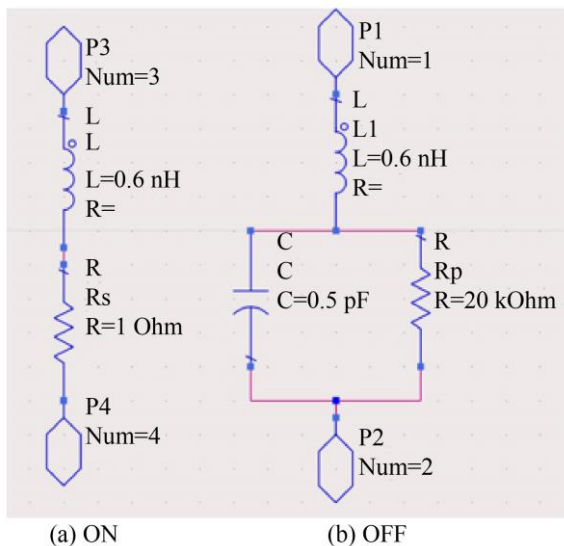 P3
Num=3
L
L
L=0.6 nH
R=
R
Rs
R=1 Ohm
P4
Num=4
(a) ON
P1
Num=1
L
L1
L=0.6 nH
R=
C
C
C=0.5 pF
R
Rp
R=20 kOhm
P2
Num=2
(b) OFF